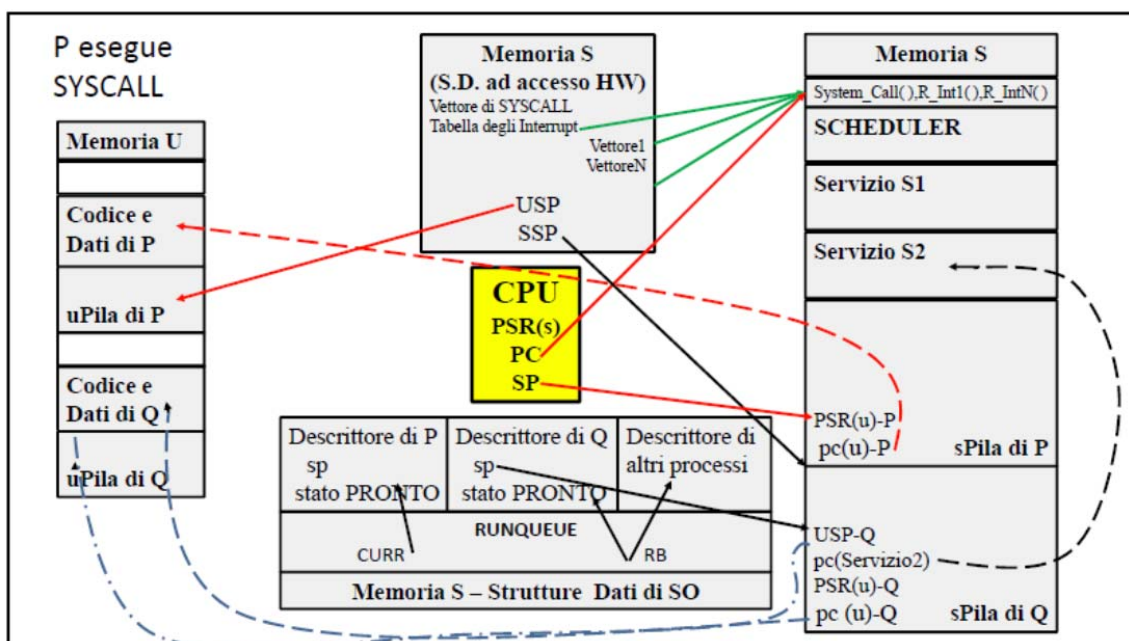 P esegue
SYSCALL
Memoria U
Codice e
Dati di P
uPila di P
Codice e
Dati di Q
uPila di Q
Memoria S
(S.D. ad accesso HW)
Vettore di SYSCALL
Tabella degli Interrupt
Vettore1
VettoreN
USP
SSP
CPU
PSR(s)
PC
SP
Descrittore di P
sp
stato PRONTO
Descrittore di Q
sp
stato PRONTO
Descrittore di
altri processi
RUNQUEUE
CURR
RB
Memoria S – Strutture Dati di SO
Memoria S
System_Call(),R_Int1(),R_IntN()
SCHEDULER
Servizio S1
Servizio S2
PSR(u)-P
pc(u)-P
sPila di P
USP-Q
pc(Servizio2)
PSR(u)-Q
pc (u)-Q
sPila di Q